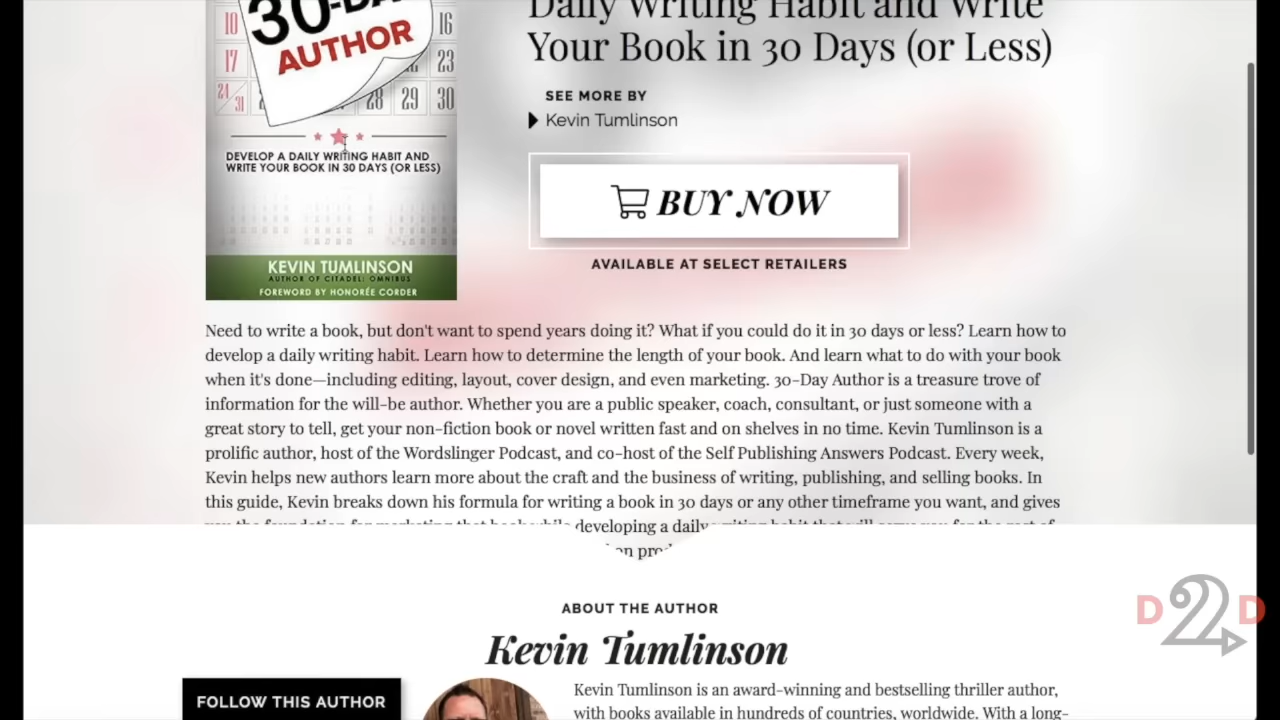 30-DAY
AUTHOR
10
16
17
23
24
31
28 29 30
DEVELOP A DAILY WRITING HABIT AND
WRITE YOUR BOOK IN 30 DAYS (OR LESS)
KEVIN TUMLINSON
AUTHOR OF CITADEL: OMNIBUS
FOREWORD BY HONORÉE CORDER
Daily Writing Habit and Write
Your Book in 30 Days (or Less)
SEE MORE BY
Kevin Tumlinson
BUY NOW
AVAILABLE AT SELECT RETAILERS
Need to write a book, but don't want to spend years doing it? What if you could do it in 30 days or less? Learn how to
develop a daily writing habit. Learn how to determine the length of your book. And learn what to do with your book
when it's done—including editing, layout, cover design, and even marketing. 30-Day Author is a treasure trove of
information for the will-be author. Whether you are a public speaker, coach, consultant, or just someone with a
great story to tell, get your non-fiction book or novel written fast and on shelves in no time. Kevin Tumlinson is a
prolific author, host of the Wordslinger Podcast, and co-host of the Self Publishing Answers Podcast. Every week,
Kevin helps new authors learn more about the craft and the business of writing, publishing, and selling books. In
this guide, Kevin breaks down his formula for writing a book in 30 days or any other timeframe you want, and gives
developing a daily
ABOUT THE AUTHOR
Kevin Tumlinson
FOLLOW THIS AUTHOR
Kevin Tumlinson is an award-winning and bestselling thriller author,
with books available in hundreds of countries, worldwide. With a long-
D2D